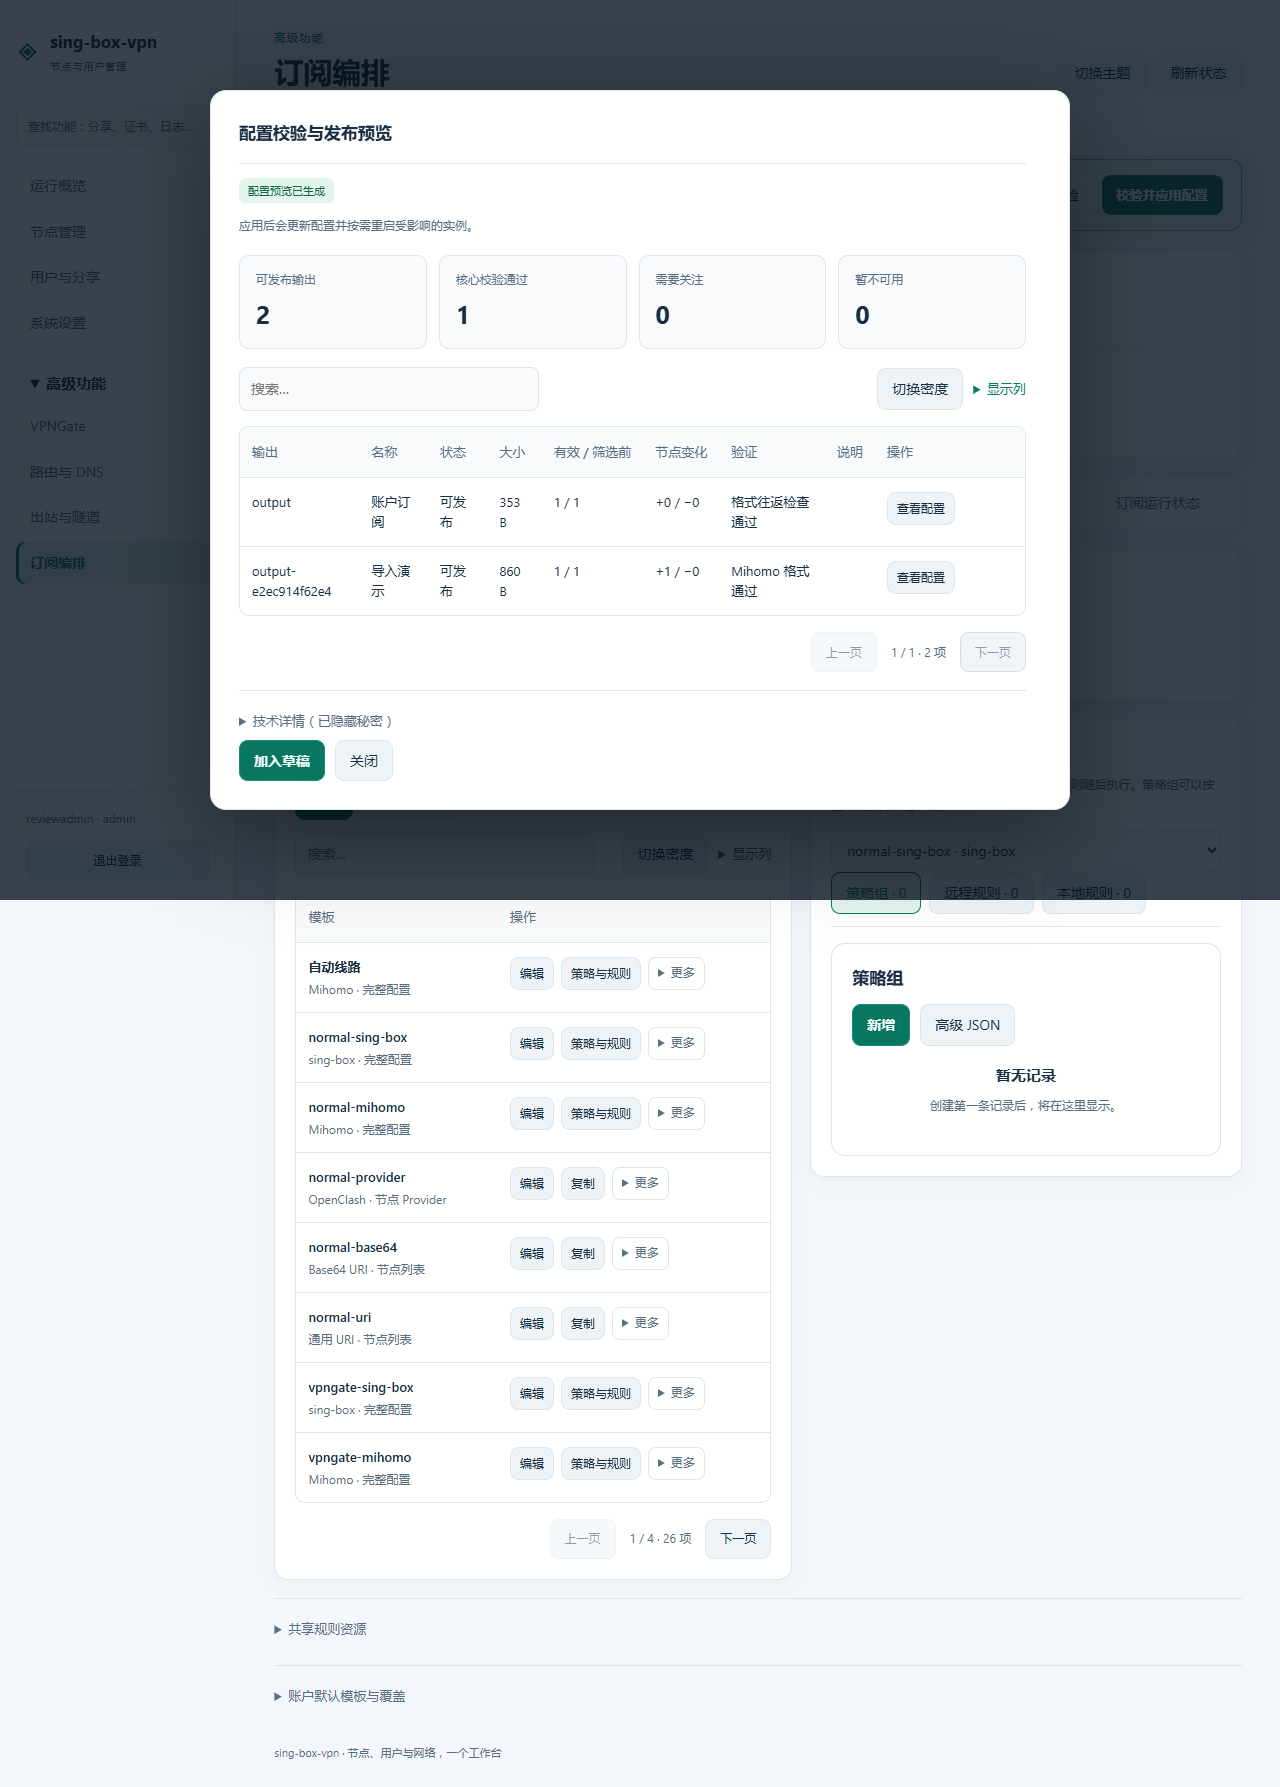 sing-box-vpn
节点与用户管理
查找功能：分享、证书、日志...
运行概览
节点管理
用户与分享
系统设置
▼ 高级功能
VPNGate
路由与 DNS
出站与隧道
订阅编排
reviewadmin · admin
退出登录
高级功能
订阅编排
切换主题
刷新状态
校验并应用配置
订阅运行状态
配置校验与发布预览
配置预览已生成
应用后会更新配置并按需重启受影响的实例。
可发布输出
2
核心校验通过
1
需要关注
0
暂不可用
0
搜索...
切换密度
▶ 显示列
输出 名称 状态 大小 有效 / 筛选前 节点变化 验证 说明 操作
output 账户订阅 可发布 353 B 1 / 1 +0 / −0 格式往返检查通过 查看配置
output-e2ec914f62e4 导入演示 可发布 860 B 1 / 1 +1 / −0 Mihomo 格式通过 查看配置
上一页
1 / 1 · 2 项
下一页
▶ 技术详情（已隐藏秘密）
加入草稿
关闭
搜索...
切换密度
▶ 显示列
模板 操作
自动线路
Mihomo · 完整配置
编辑 策略与规则 ▶ 更多
normal-sing-box
sing-box · 完整配置
编辑 策略与规则 ▶ 更多
normal-mihomo
Mihomo · 完整配置
编辑 策略与规则 ▶ 更多
normal-provider
OpenClash · 节点 Provider
编辑 复制 ▶ 更多
normal-base64
Base64 URI · 节点列表
编辑 复制 ▶ 更多
normal-uri
通用 URI · 节点列表
编辑 复制 ▶ 更多
vpngate-sing-box
sing-box · 完整配置
编辑 策略与规则 ▶ 更多
vpngate-mihomo
Mihomo · 完整配置
编辑 策略与规则 ▶ 更多
上一页
1 / 4 · 26 项
下一页
则随后执行。策略组可以按
normal-sing-box · sing-box
策略组 · 0
远程规则 · 0
本地规则 · 0
策略组
新增
高级 JSON
暂无记录
创建第一条记录后，将在这里显示。
▶ 共享规则资源
▶ 账户默认模板与覆盖
sing-box-vpn · 节点、用户与网络，一个工作台